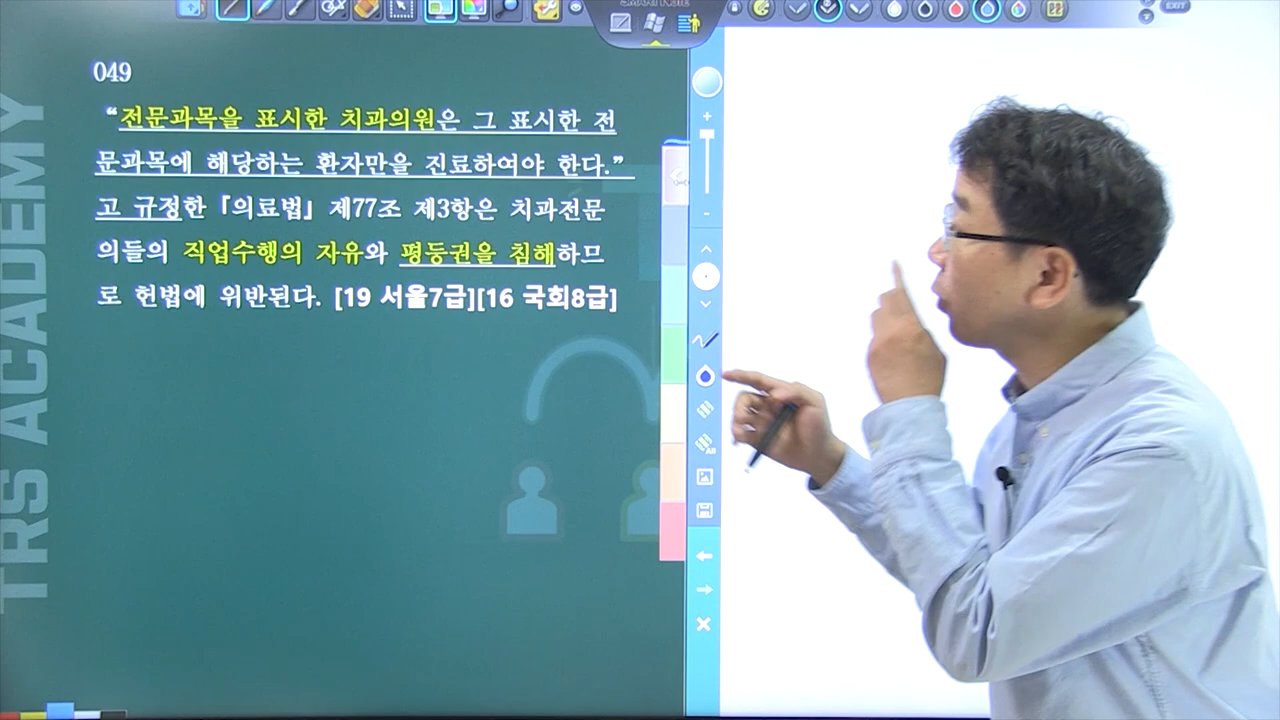 SMART NOTE
EXIT
049
“전문과목을 표시한 치과의원은 그 표시한 전
문과목에 해당하는 환자만을 진료하여야 한다.”
고 규정한 「의료법」 제77조 제3항은 치과전문
의들의 직업수행의 자유와 평등권을 침해하므
로 헌법에 위반된다. [19 서울7급][16 국회8급]
TRS ACADEMY
All